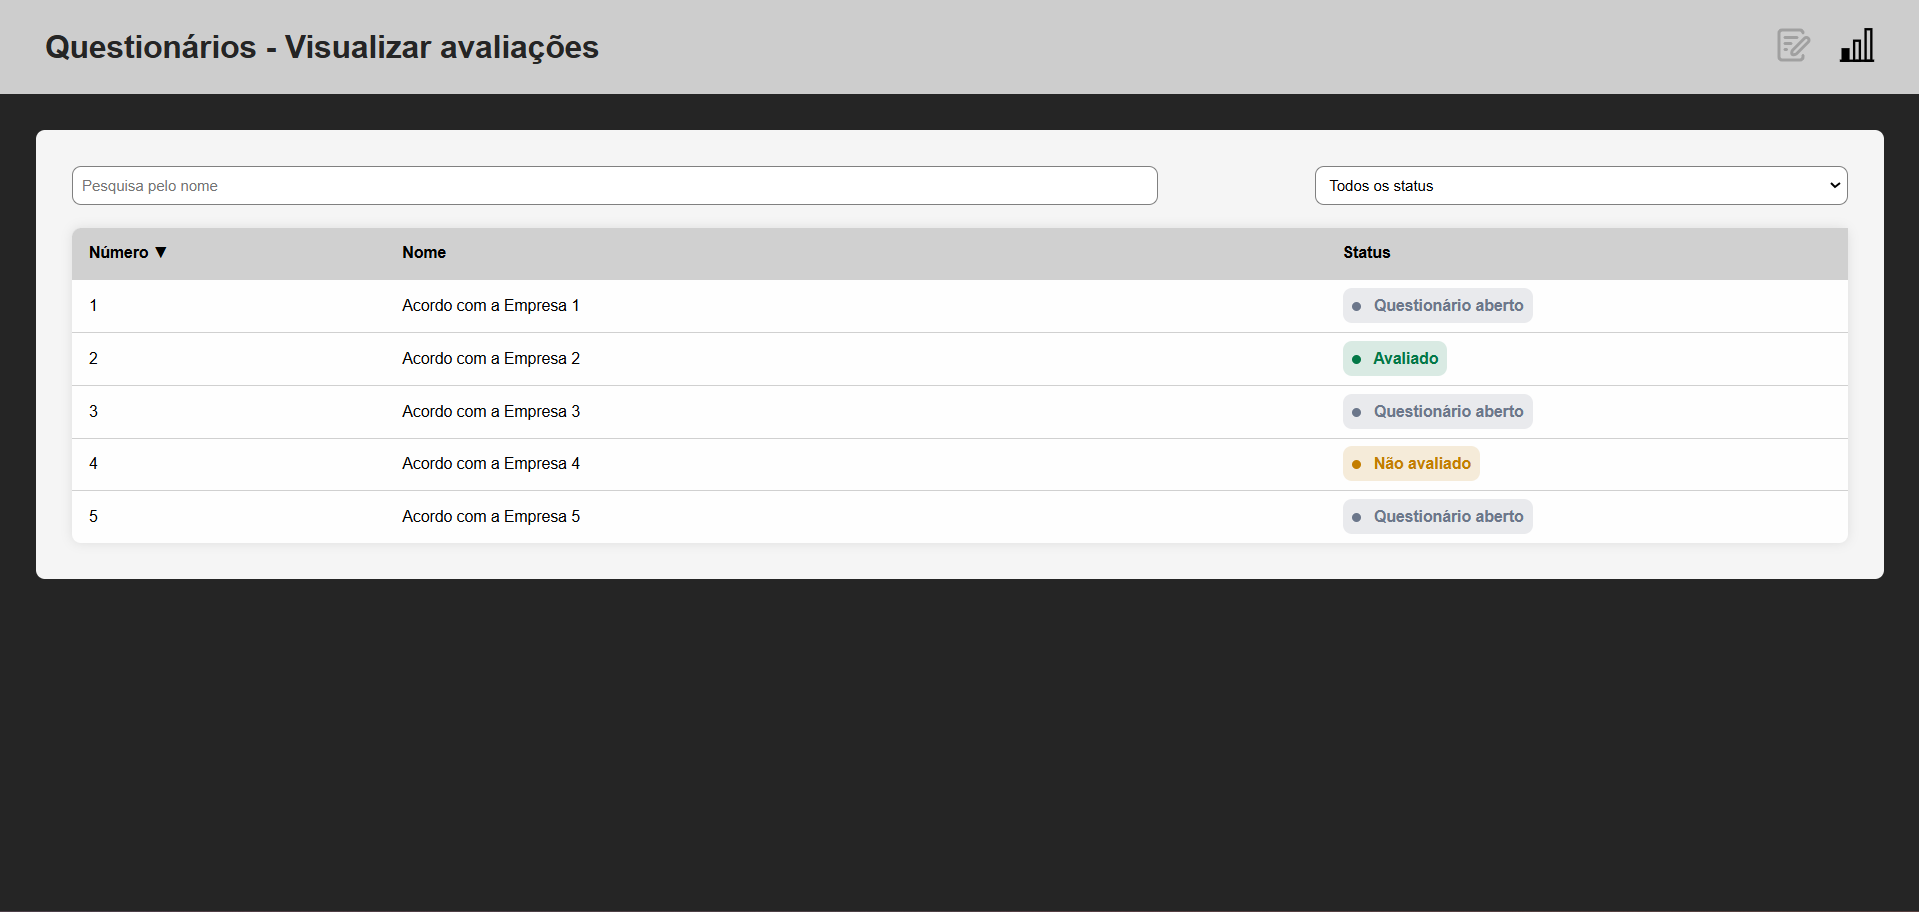 Questionários - Visualizar avaliações
Pesquisa pelo nome
Todos os status
Número ▼ Nome Status
1 Acordo com a Empresa 1 Questionário aberto
2 Acordo com a Empresa 2 Avaliado
3 Acordo com a Empresa 3 Questionário aberto
4 Acordo com a Empresa 4 Não avaliado
5 Acordo com a Empresa 5 Questionário aberto